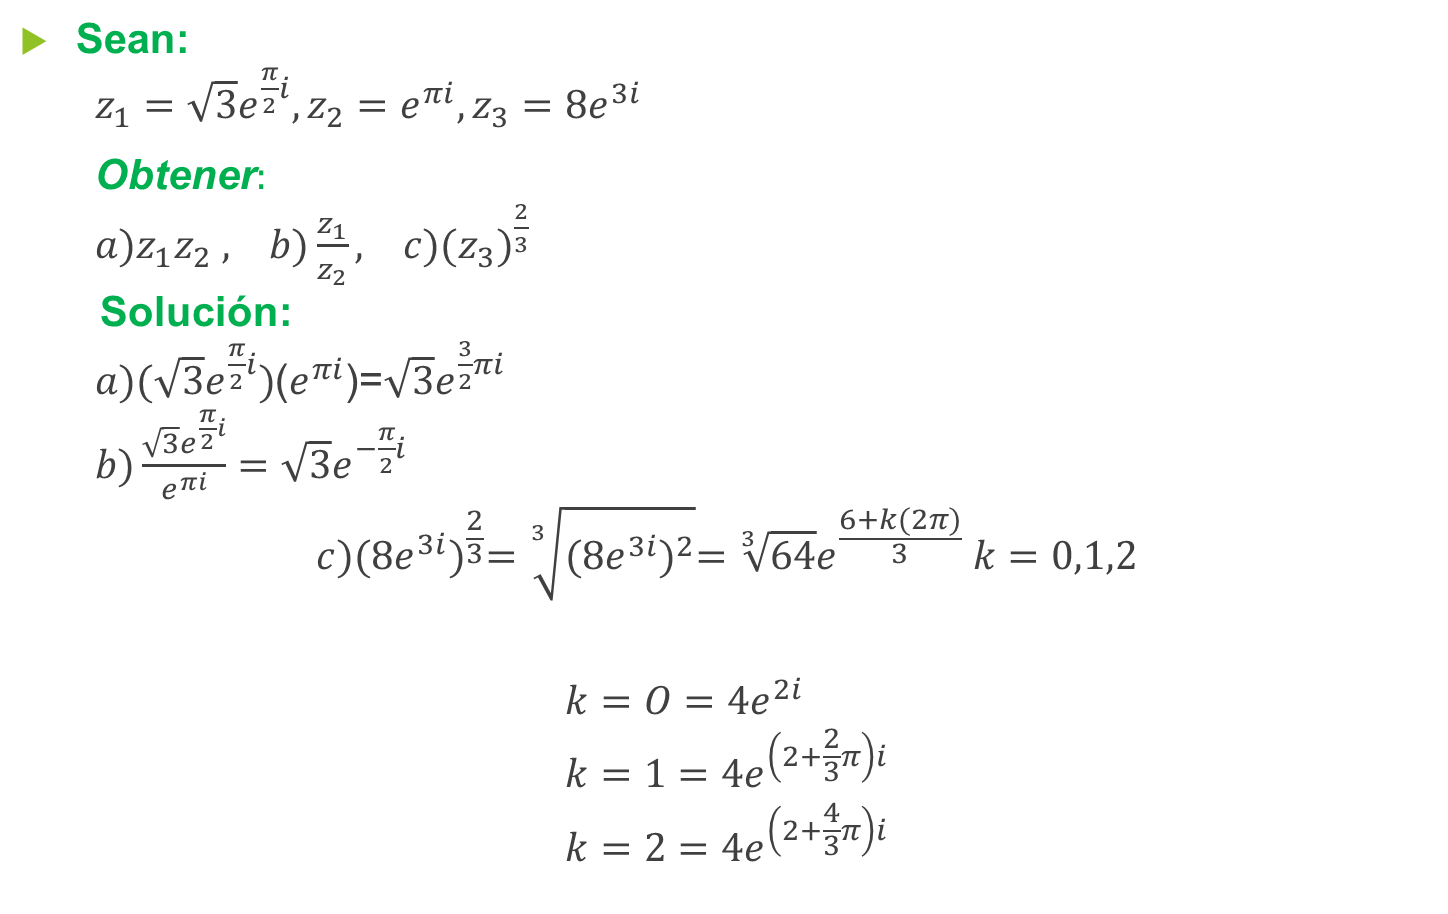 Sean:
z₁ = √3e^{π/2 i}, z₂ = e^{πi}, z₃ = 8e^{3i}
Obtener:
a)z₁z₂ , b) z₁/z₂, c)(z₃)^{2/3}
Solución:
a)(√3e^{π/2 i})(e^{πi})=√3e^{3/2 πi}
b) √3e^{π/2 i}/e^{πi} = √3e^{−π/2 i}
c)(8e^{3i})^{2/3}= ∛(8e^{3i})²= ∛64e^{(6+k(2π))/3} k = 0,1,2
k = O = 4e^{2i}
k = 1 = 4e^{(2+2/3 π)i}
k = 2 = 4e^{(2+4/3 π)i}